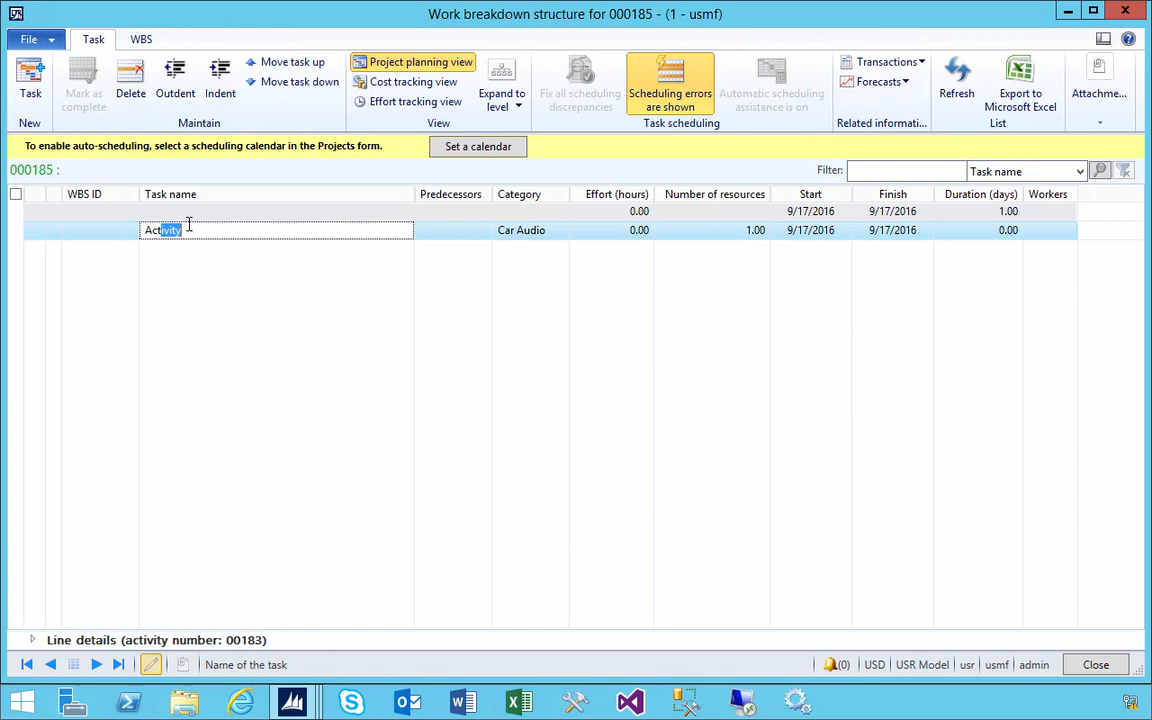 Work breakdown structure for 000185 - (1 - usmf)
File
Task
WBS
Task
Mark as
complete
Delete
Outdent
Indent
Move task up
Move task down
Project planning view
Cost tracking view
Effort tracking view
Expand to
level
Fix all scheduling
discrepancies
Scheduling errors
are shown
Automatic scheduling
assistance is on
Transactions
Forecasts
Refresh
Export to
Microsoft Excel
Attachme...
New
Maintain
View
Task scheduling
Related informati...
List
To enable auto-scheduling, select a scheduling calendar in the Projects form.
Set a calendar
000185 :
Filter:
Task name
WBS ID Task name Predecessors Category Effort (hours) Number of resources Start Finish Duration (days) Workers
0.00 9/17/2016 9/17/2016 1.00
Activity Car Audio 0.00 1.00 9/17/2016 9/17/2016 0.00
Line details (activity number: 00183)
Name of the task
(0) USD USR Model usr usmf admin Close